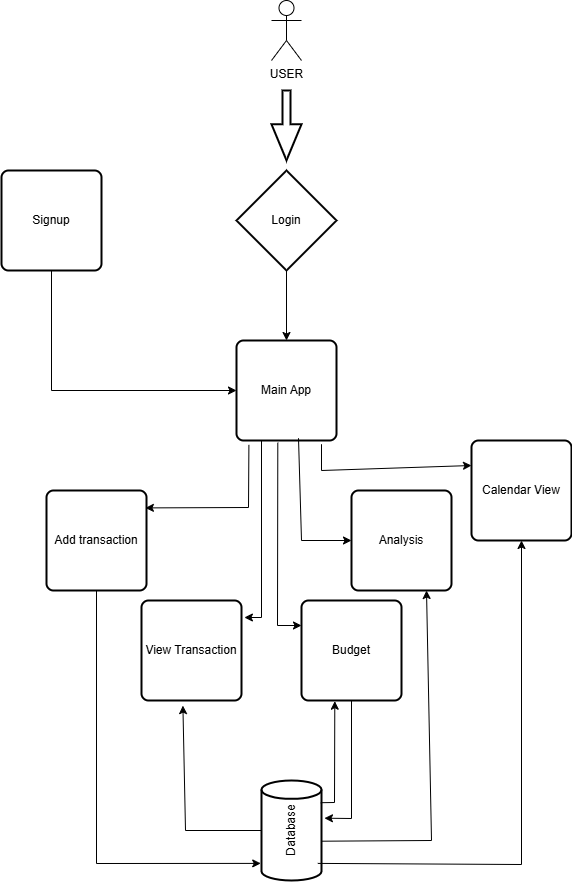 USER
Login
Signup
Main App
Calendar View
Add transaction
Analysis
View Transaction
Budget
Database